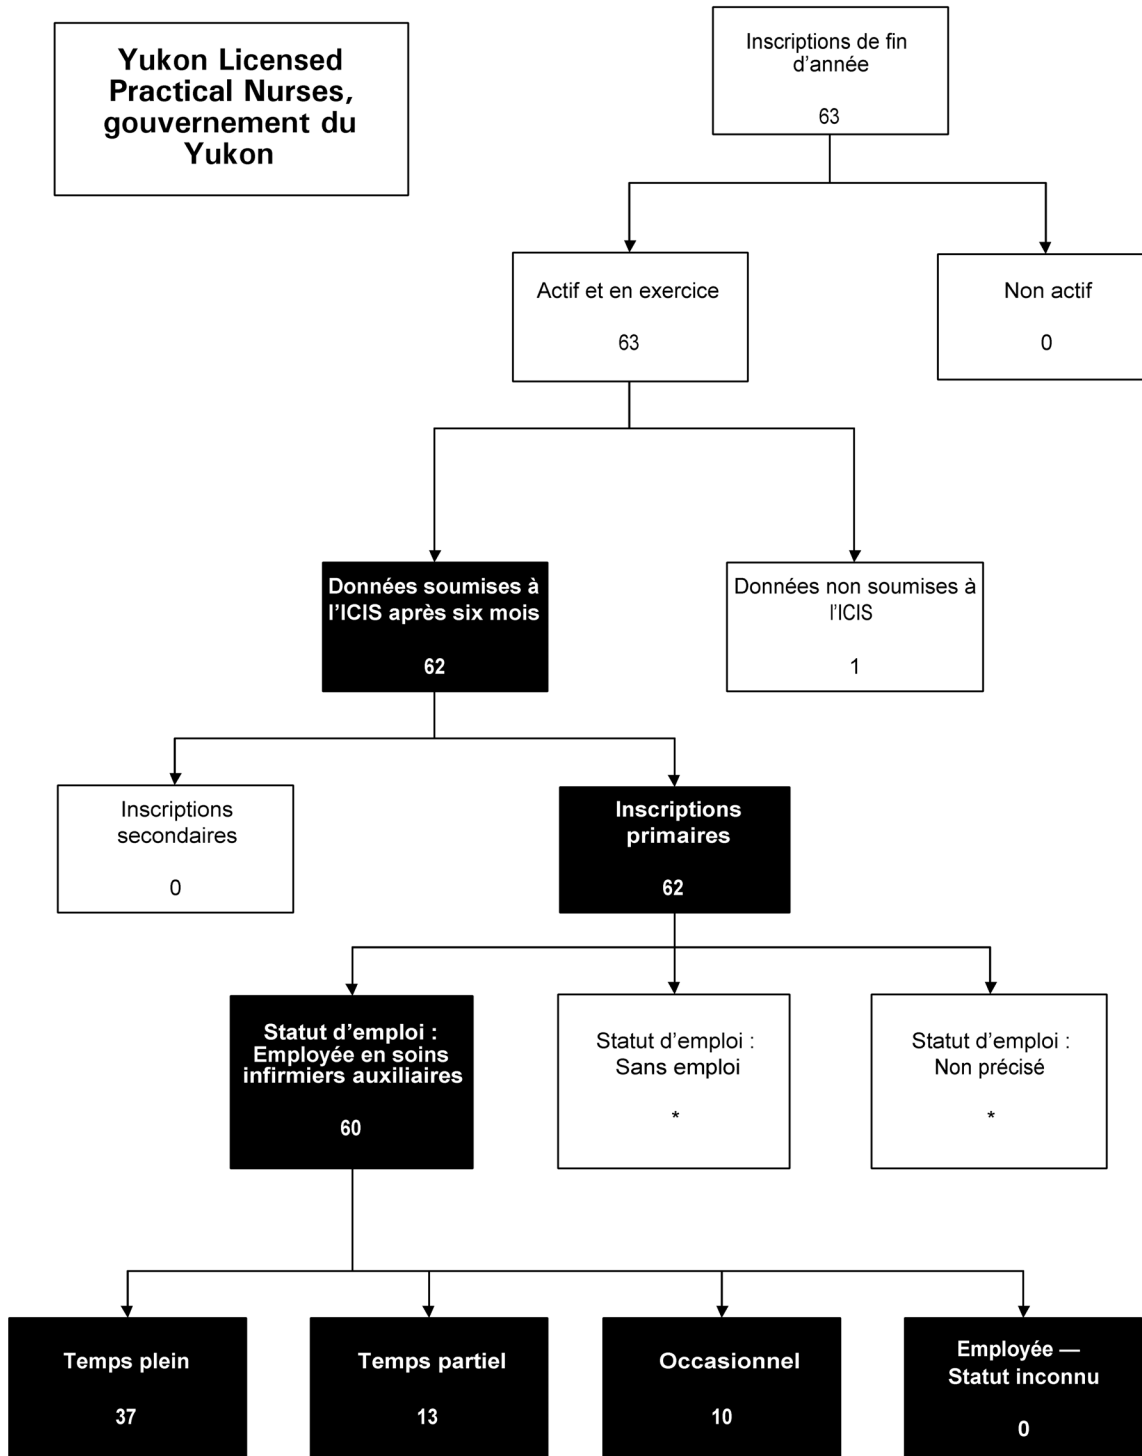 Yukon Licensed
Practical Nurses,
gouvernement du
Yukon
Inscriptions de fin
d’année
63
Actif et en exercice
63
Non actif
0
Données soumises à
l’ICIS après six mois
62
Données non soumises à
l’ICIS
1
Inscriptions
secondaires
0
Inscriptions
primaires
62
Statut d’emploi :
Employée en soins
infirmiers auxiliaires
60
Statut d’emploi :
Sans emploi
*
Statut d’emploi :
Non précisé
*
Temps plein
37
Temps partiel
13
Occasionnel
10
Employée —
Statut inconnu
0